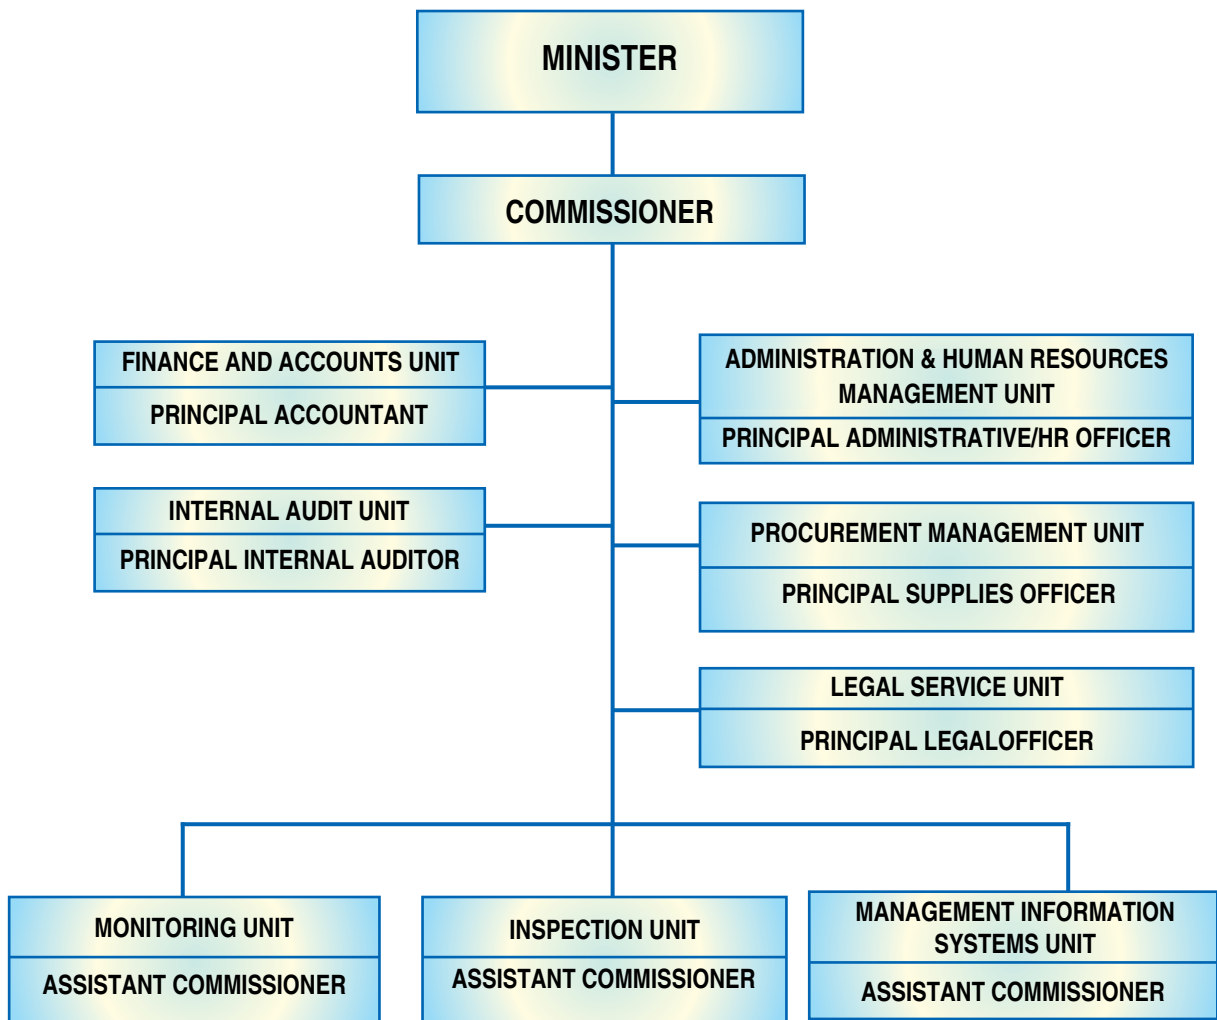 MINISTER
COMMISSIONER
FINANCE AND ACCOUNTS UNIT
PRINCIPAL ACCOUNTANT
ADMINISTRATION & HUMAN RESOURCES
MANAGEMENT UNIT
PRINCIPAL ADMINISTRATIVE/HR OFFICER
INTERNAL AUDIT UNIT
PRINCIPAL INTERNAL AUDITOR
PROCUREMENT MANAGEMENT UNIT
PRINCIPAL SUPPLIES OFFICER
LEGAL SERVICE UNIT
PRINCIPAL LEGALOFFICER
MONITORING UNIT
ASSISTANT COMMISSIONER
INSPECTION UNIT
ASSISTANT COMMISSIONER
MANAGEMENT INFORMATION
SYSTEMS UNIT
ASSISTANT COMMISSIONER